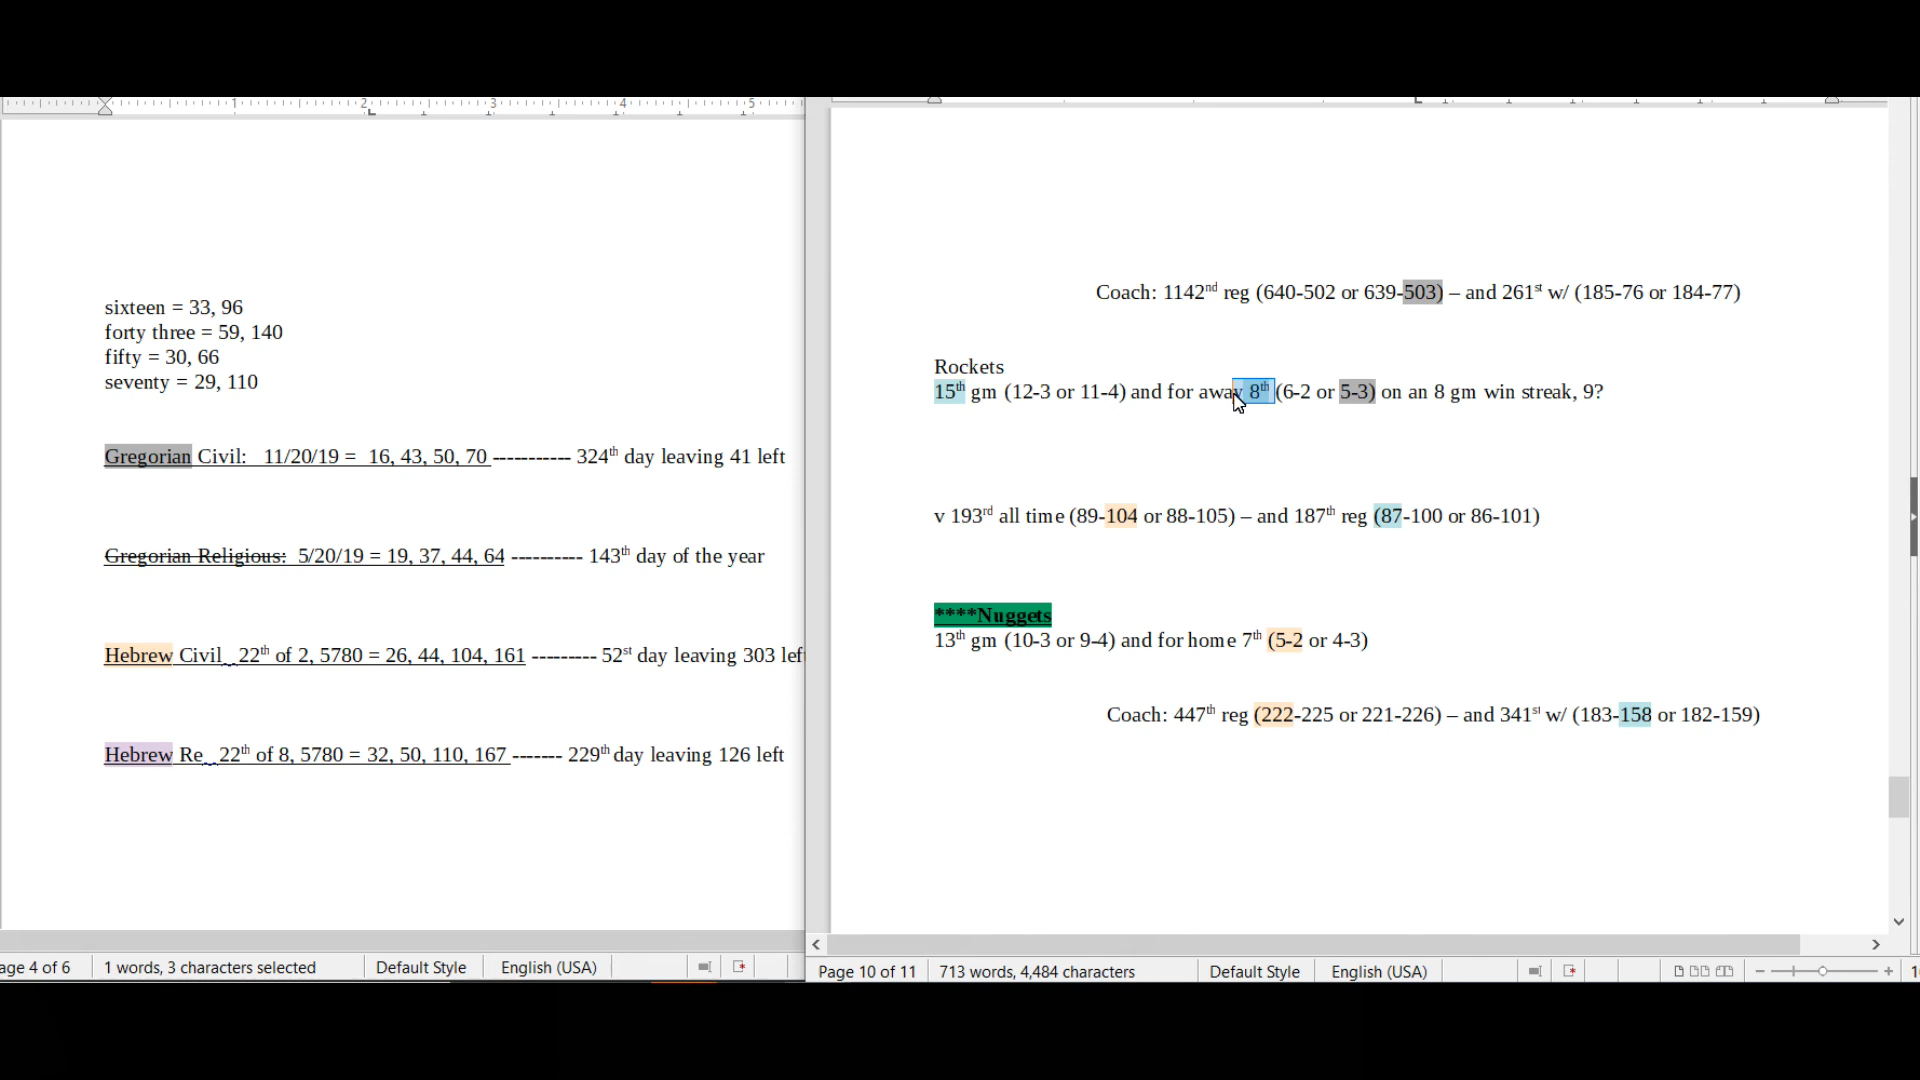 1 2 3 4 5
sixteen = 33, 96
forty three = 59, 140
fifty = 30, 66
seventy = 29, 110
Gregorian Civil: 11/20/19 = 16, 43, 50, 70 ----------- 324th day leaving 41 left
Gregorian Religious: 5/20/19 = 19, 37, 44, 64 ---------- 143th day of the year
Hebrew Civil 22th of 2, 5780 = 26, 44, 104, 161 --------- 52st day leaving 303 left
Hebrew Re 22th of 8, 5780 = 32, 50, 110, 167 ------- 229th day leaving 126 left
age 4 of 6 1 words, 3 characters selected Default Style English (USA)
Coach: 1142nd reg (640-502 or 639-503) – and 261st w/ (185-76 or 184-77)
Rockets
15th gm (12-3 or 11-4) and for away 8th (6-2 or 5-3) on an 8 gm win streak, 9?
v 193rd all time (89-104 or 88-105) – and 187th reg (87-100 or 86-101)
****Nuggets
13th gm (10-3 or 9-4) and for home 7th (5-2 or 4-3)
Coach: 447th reg (222-225 or 221-226) – and 341st w/ (183-158 or 182-159)
Page 10 of 11 713 words, 4,484 characters Default Style English (USA)